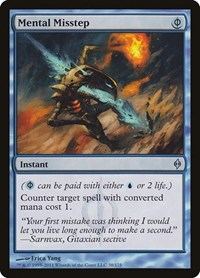 Mental Misstep
Instant
( can be paid with either or 2 life.)
Counter target spell with converted
mana cost 1.
"Your first mistake was thinking I would
let you live long enough to make a second."
—Sarnvax, Gitaxian sective
Erica Yang